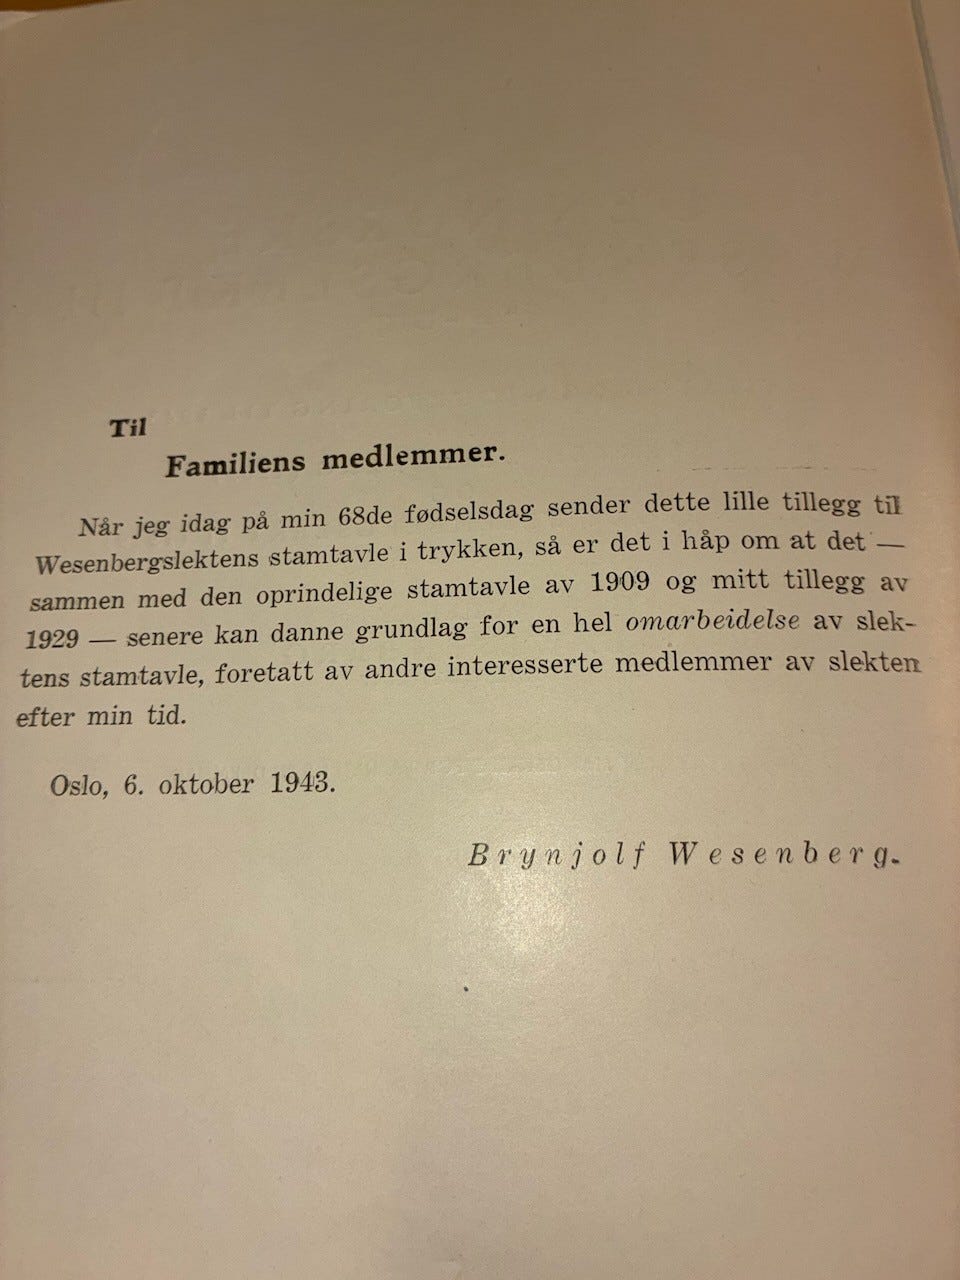 Til
Familiens medlemmer.
Når jeg idag på min 68de fødselsdag sender dette lille tillegg til
Wesenbergslektens stamtavle i trykken, så er det i håp om at det —
sammen med den oprindelige stamtavle av 1909 og mitt tillegg av
1929 — senere kan danne grundlag for en hel omarbeidelse av slek-
tens stamtavle, foretatt av andre interesserte medlemmer av slekten
efter min tid.
Oslo, 6. oktober 1943.
Brynjolf Wesenberg.